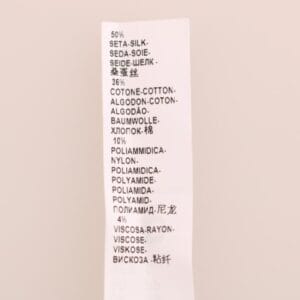 50%
SETA-SILK-
SEDA-SOIE-
SEIDE-ШЕЛК-
桑蚕丝
36%
COTONE-COTTON-
ALGODON-COTON-
ALGODÃO-
BAUMWOLLE-
ХЛОПОК-棉
10%
POLIAMMIDICA-
NYLON-
POLIAMIDICA-
POLYAMIDE-
POLIAMIDA-
POLYAMID-
ПОЛИАМИД-尼龙
4%
VISCOSA-RAYON-
VISCOSE-
VISKOSE-
ВИСКОЗА-粘纤